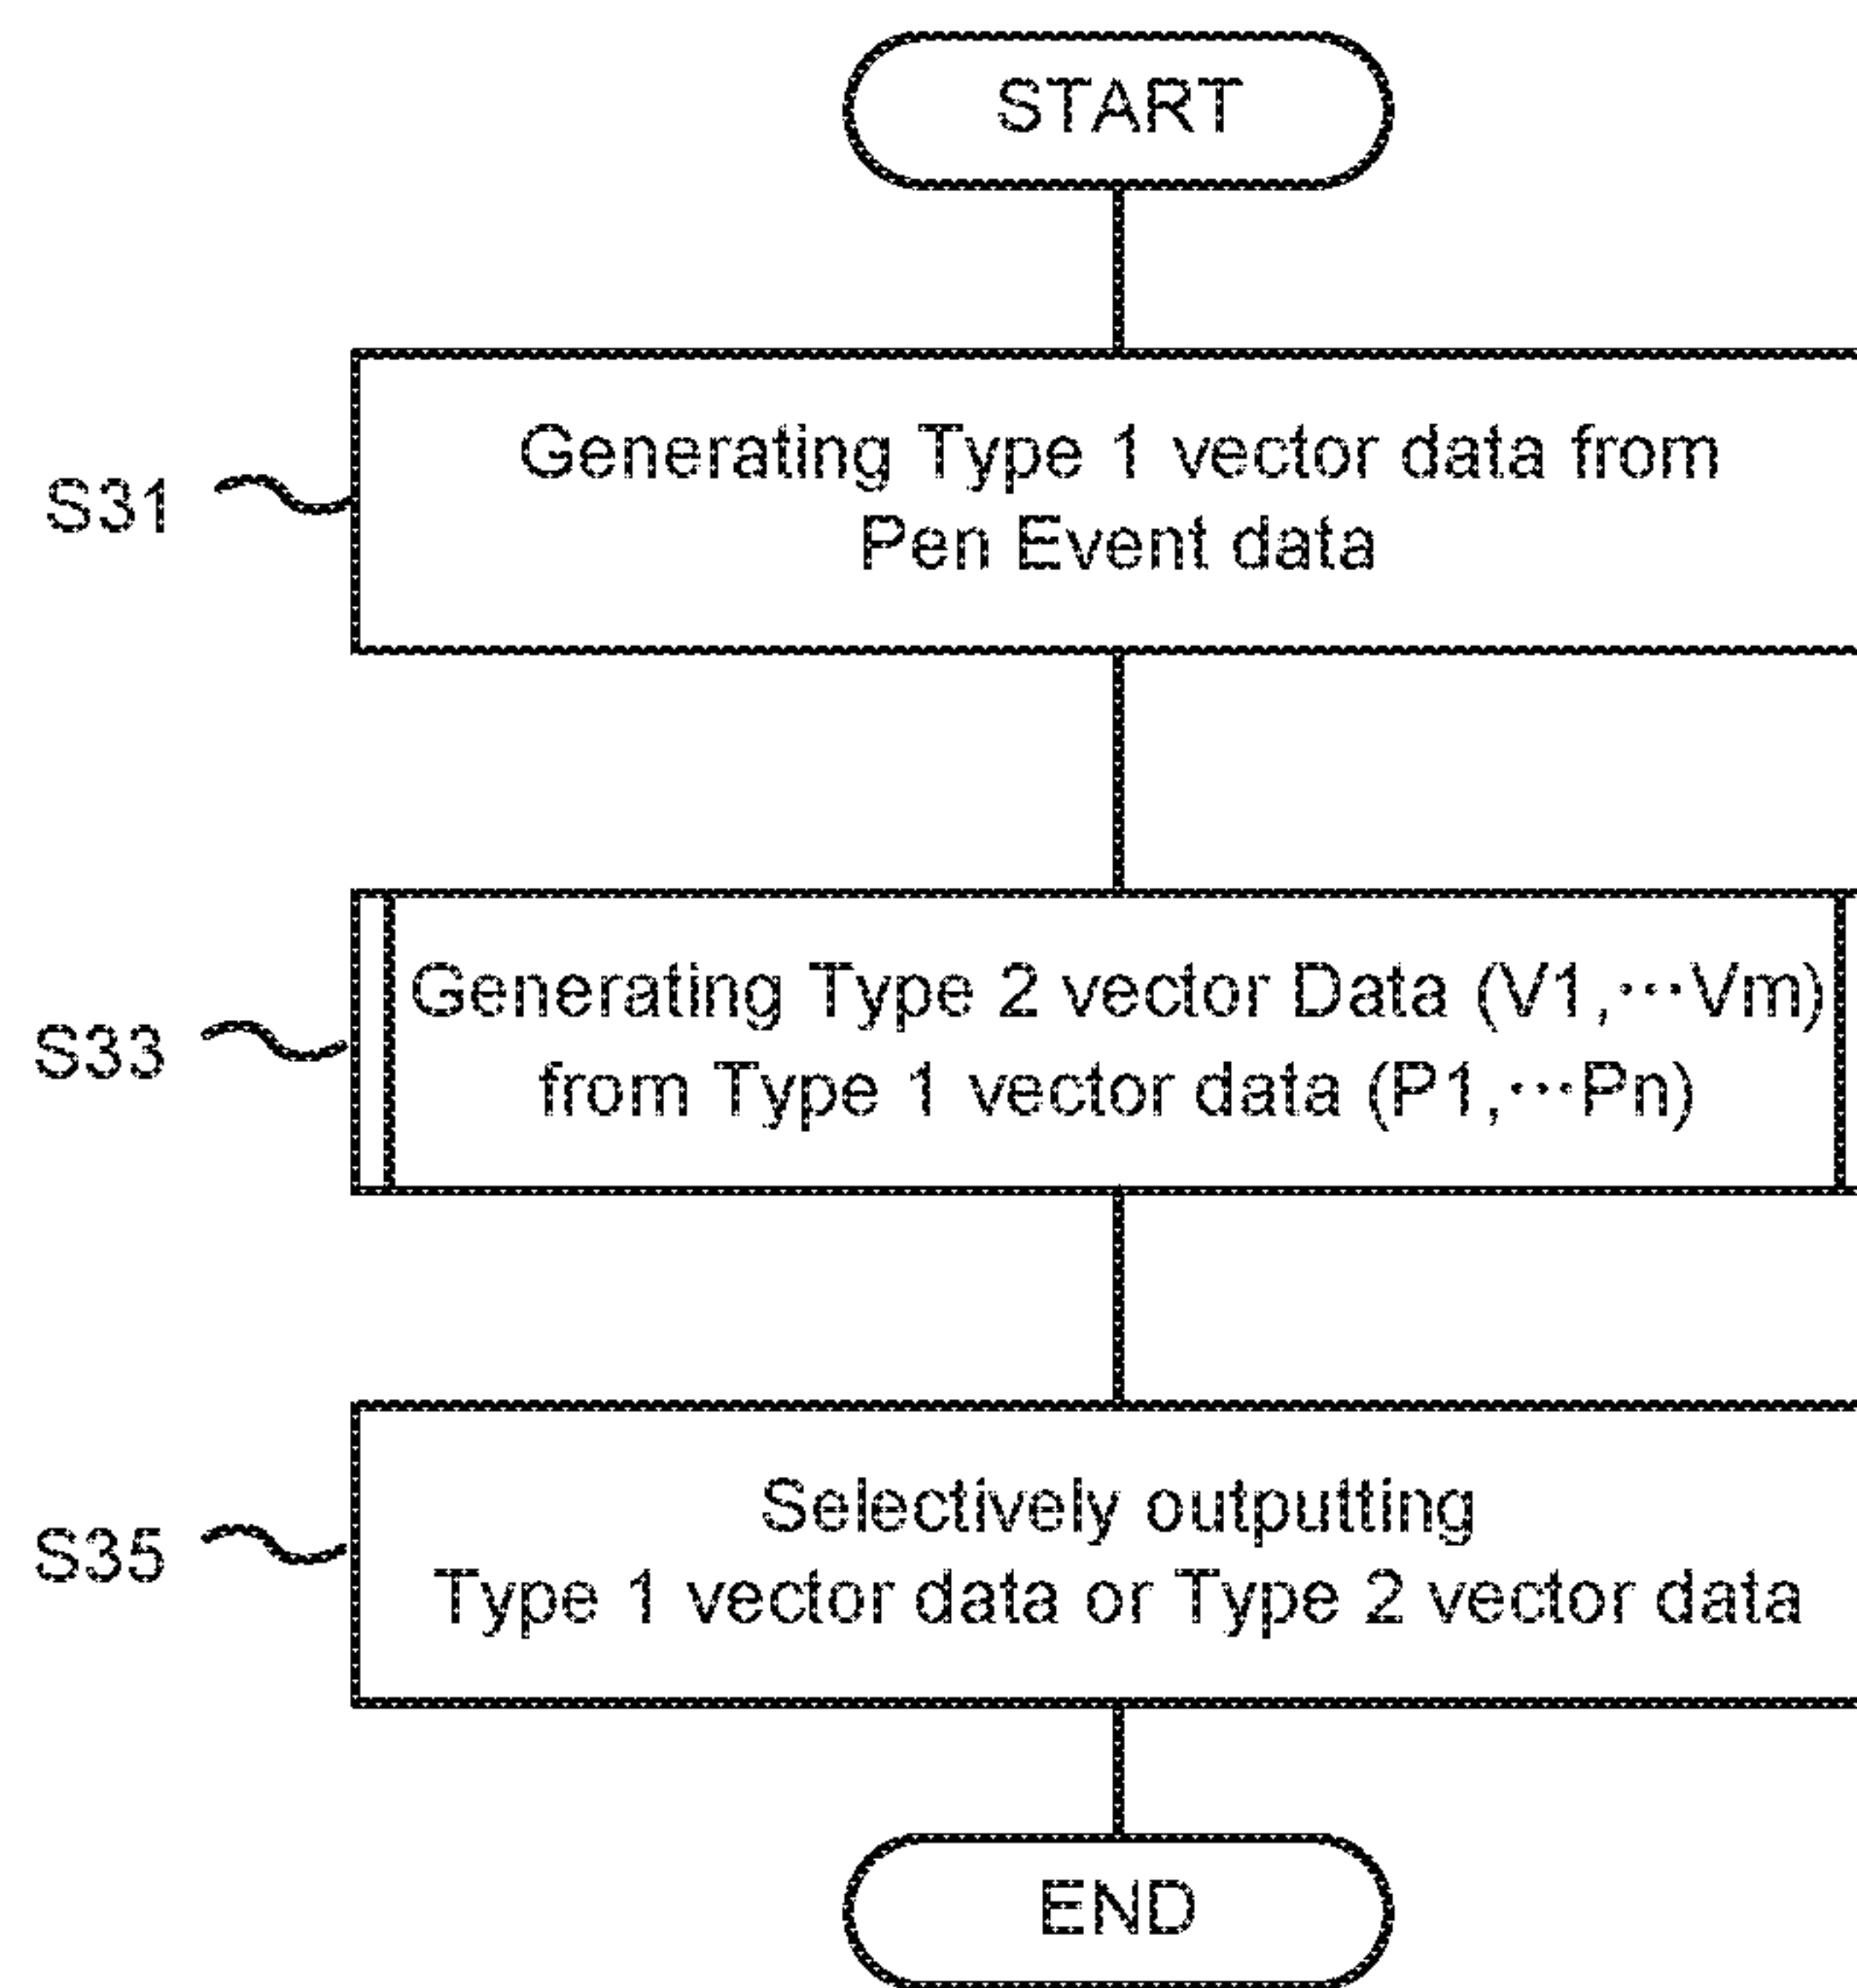 START
S31
Generating Type 1 vector data from
Pen Event data
S33
Generating Type 2 vector Data (V1,···Vm)
from Type 1 vector data (P1,···Pn)
S35
Selectively outputting
Type 1 vector data or Type 2 vector data
END